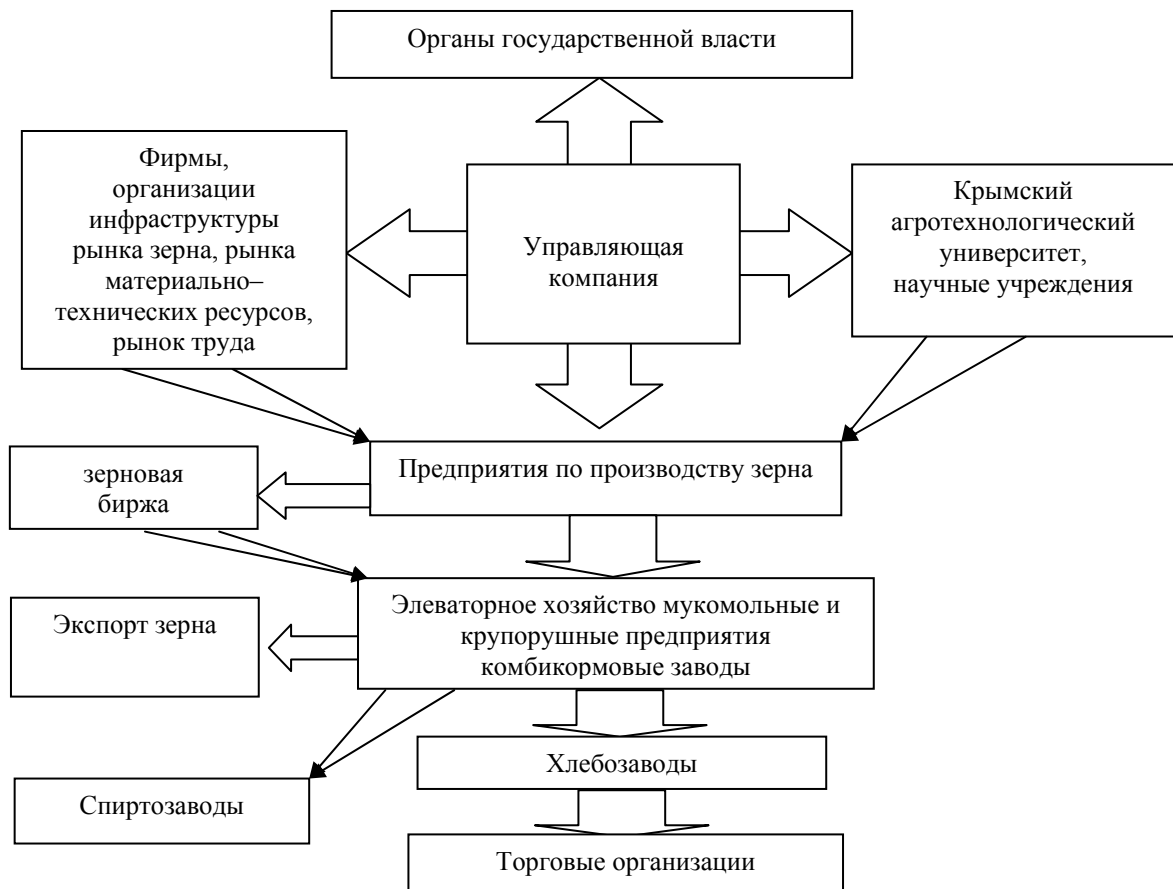 Органы государственной власти
Фирмы,
организации
инфраструктуры
рынка зерна, рынка
материально–
технических ресурсов,
рынок труда
Управляющая
компания
Крымский
агротехнологический
университет,
научные учреждения
Предприятия по производству зерна
зерновая
биржа
Элеваторное хозяйство мукомольные и
крупорушные предприятия
комбикормовые заводы
Экспорт зерна
Хлебозаводы
Спиртозаводы
Торговые организации